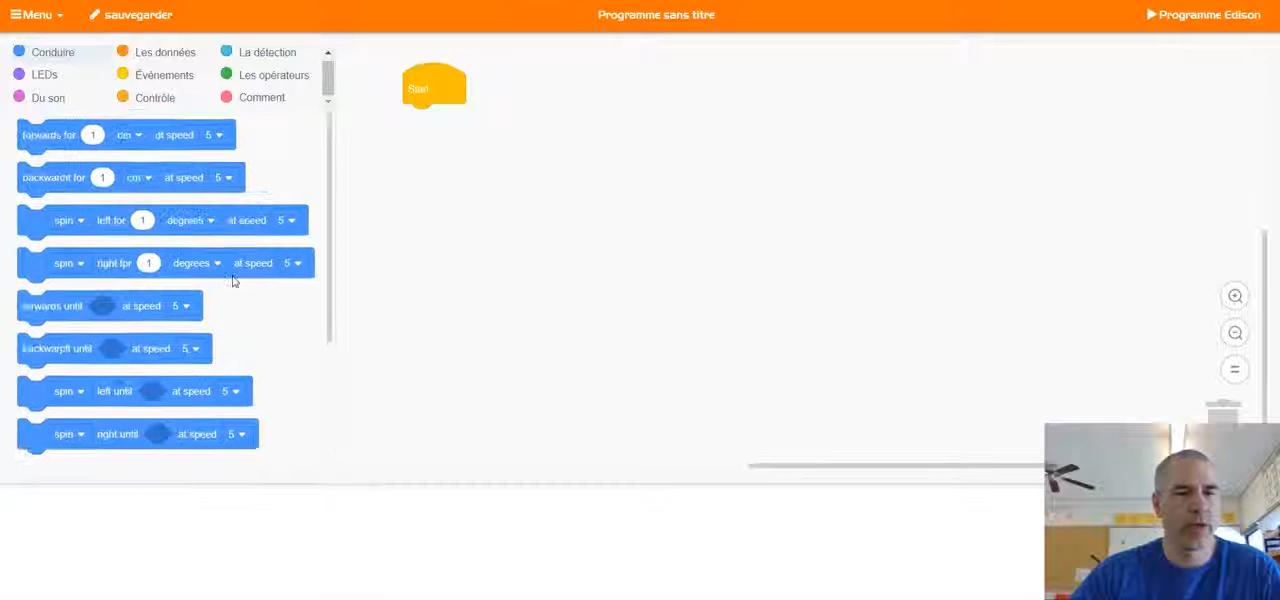 Menu sauvegarder Programme sans titre Programme Edison
Conduire Les données La détection
LEDs Événements Les opérateurs
Du son Contrôle Comment
Start
forwards for 1 cm at speed 5
backwards for 1 cm at speed 5
spin left for 1 degrees at speed 5
spin right for 1 degrees at speed 5
forwards until at speed 5
backwards until at speed 5
spin left until at speed 5
spin right until at speed 5